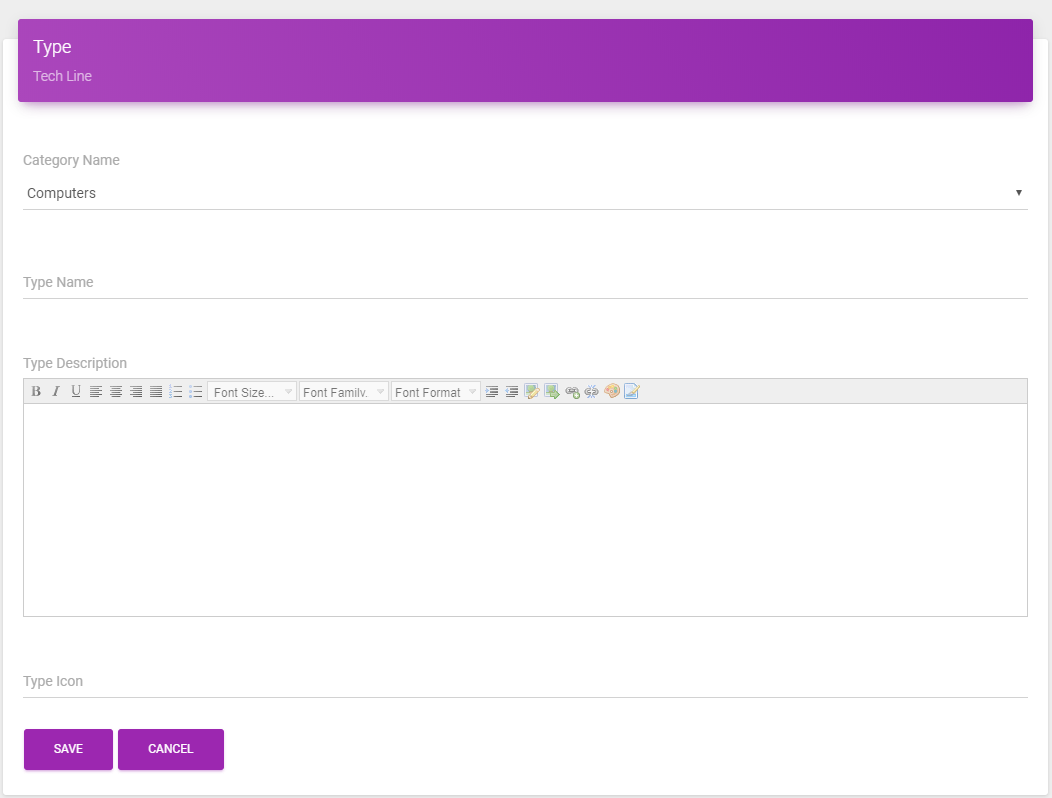 Type
Tech Line
Category Name
Computers
Type Name
Type Description
B I U Font Size... Font Family. Font Format
Type Icon
SAVE CANCEL